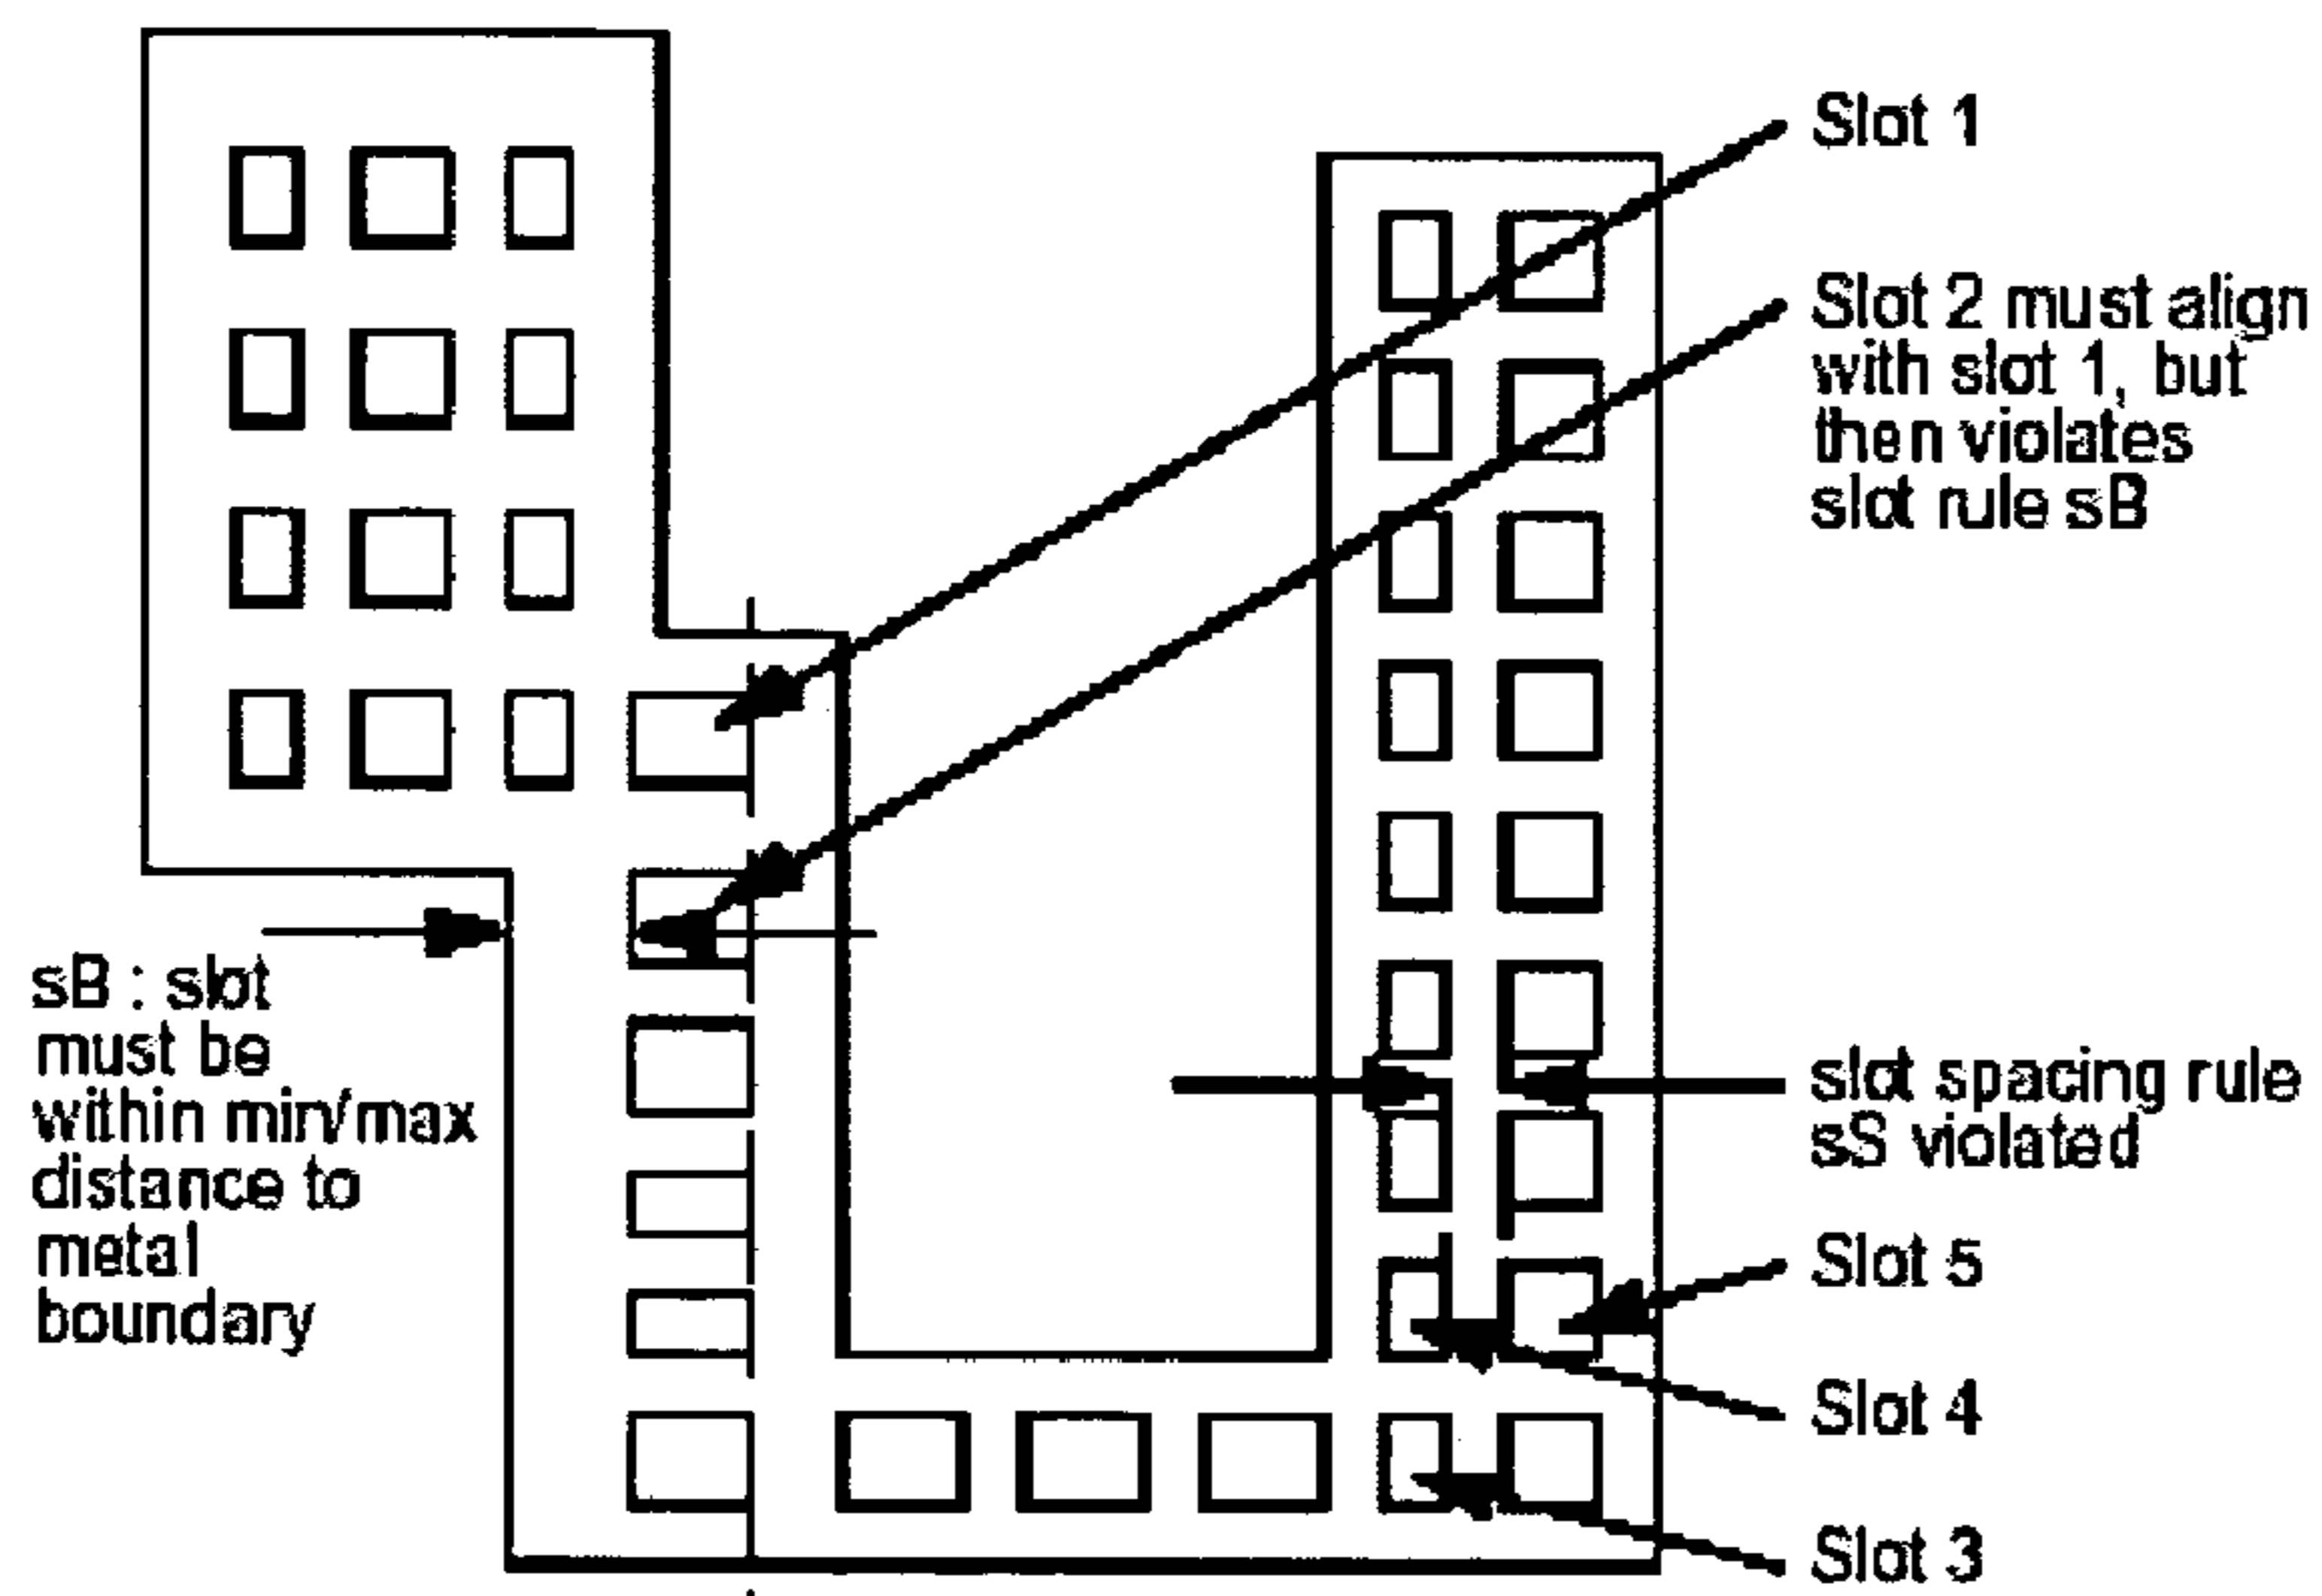 Slot 1
Slot 2 must align
with slot 1, but
then violates
slot rule sB
sB : slot
must be
within min/max
distance to
metal
boundary
slot spacing rule
sS violated
Slot 5
Slot 4
Slot 3